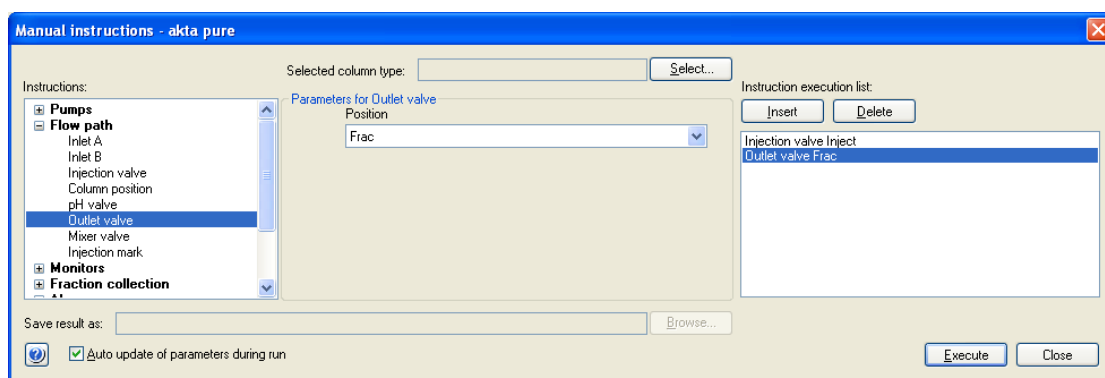 Manual instructions - akta pure
Selected column type:
Select...
Instructions:
Pumps
Flow path
Inlet A
Inlet B
Injection valve
Column position
pH valve
Outlet valve
Mixer valve
Injection mark
Monitors
Fraction collection
Parameters for Outlet valve
Position
Frac
Instruction execution list:
Insert
Delete
Injection valve Inject
Outlet valve Frac
Save result as:
Browse...
Auto update of parameters during run
Execute
Close